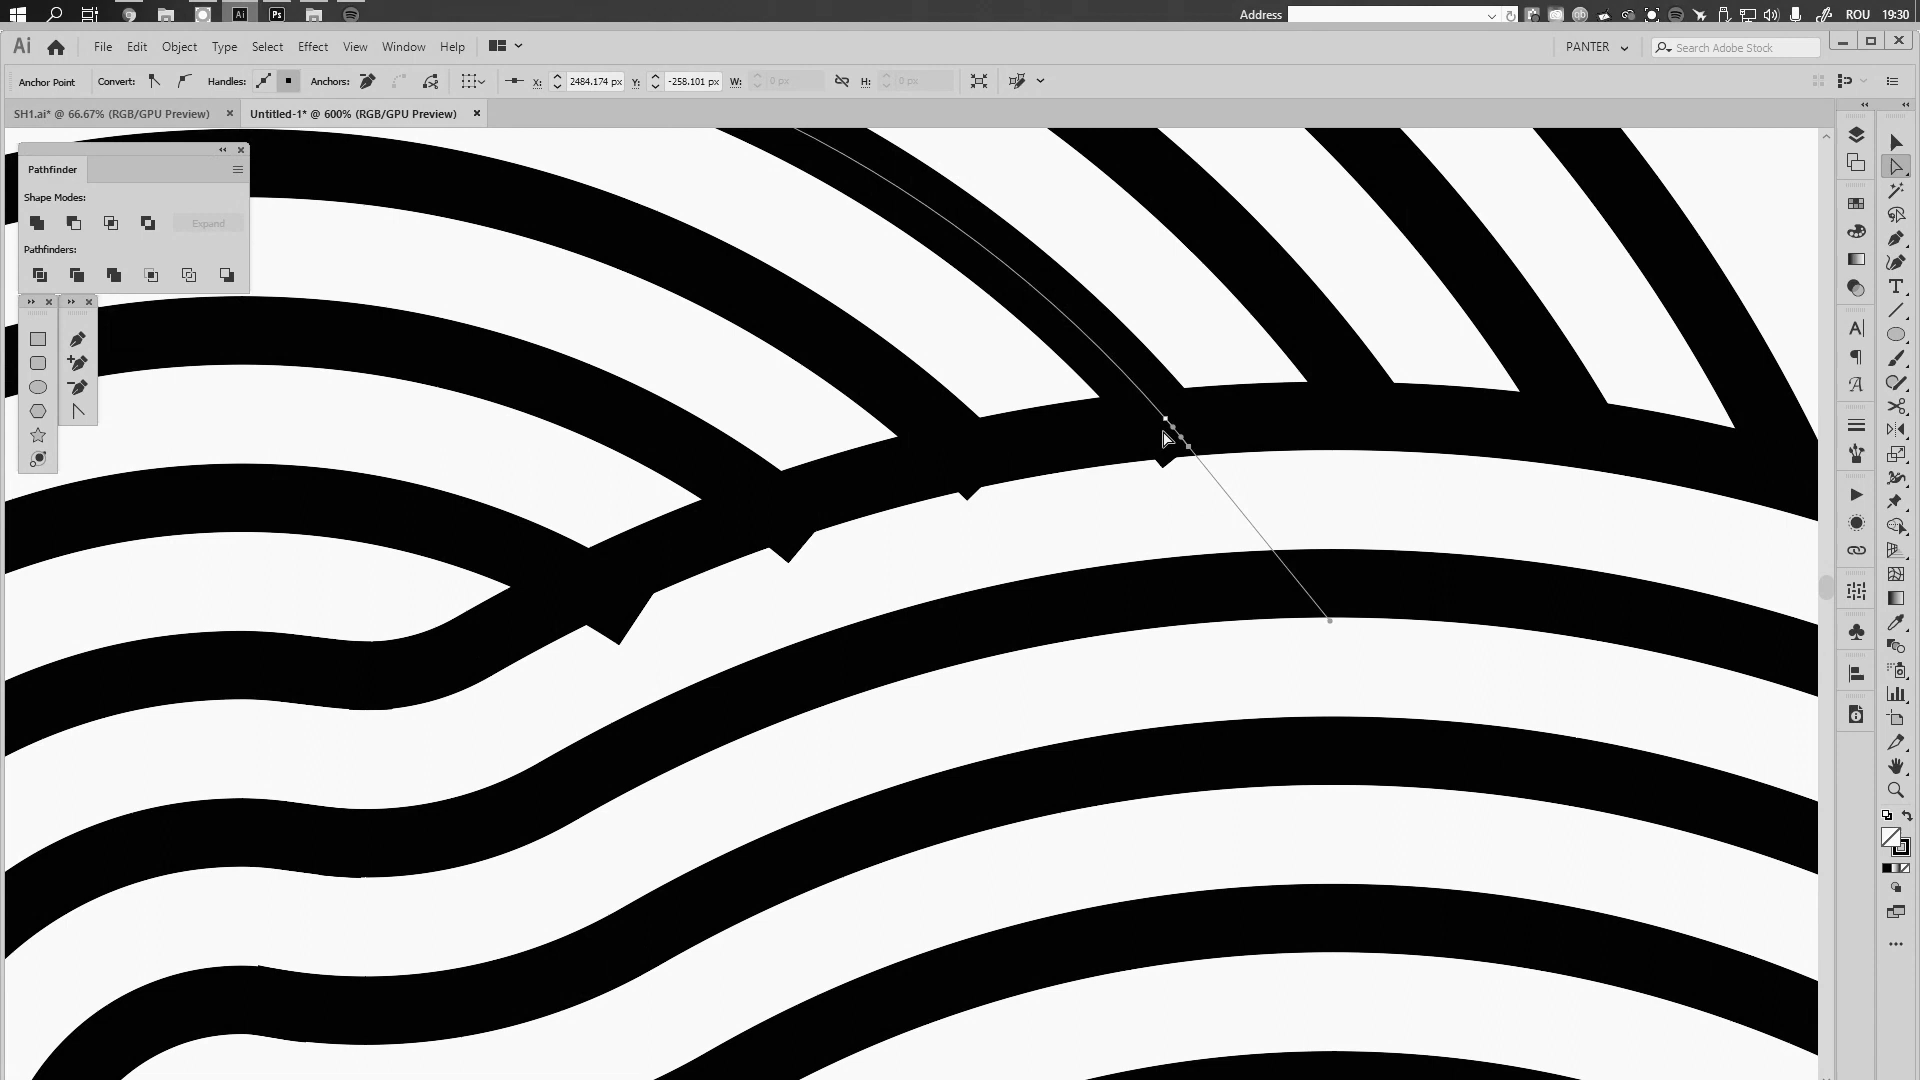 Address
ROU 19:30
Ai File Edit Object Type Select Effect View Window Help
PANTER
Search Adobe Stock
Anchor Point Convert: Handles: Anchors: X: 2484.174 px Y: -258.101 px W: 0 px H: 0 px
SH1.ai* @ 66.67% (RGB/GPU Preview) × Untitled-1* @ 600% (RGB/GPU Preview) ×
Pathfinder
Shape Modes:
Expand
Pathfinders: